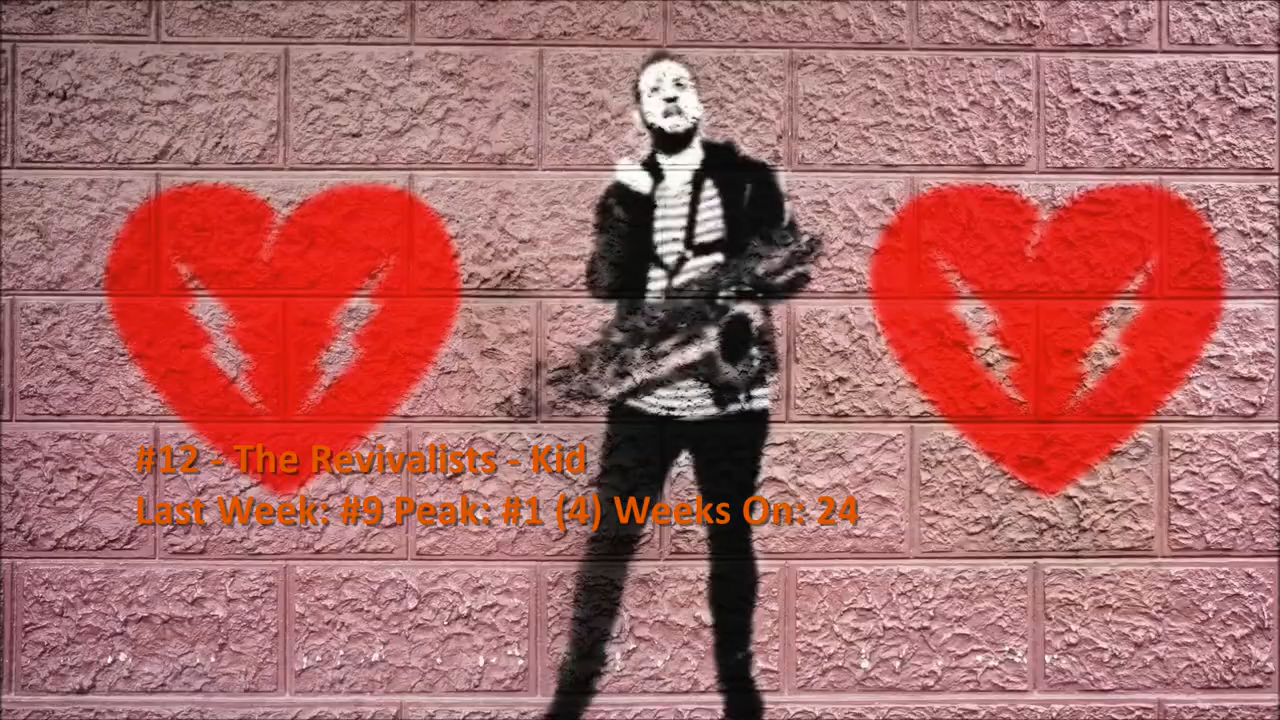 #12 - The Revivalists - Kid
Last Week: #9 Peak: #1 (4) Weeks On: 24